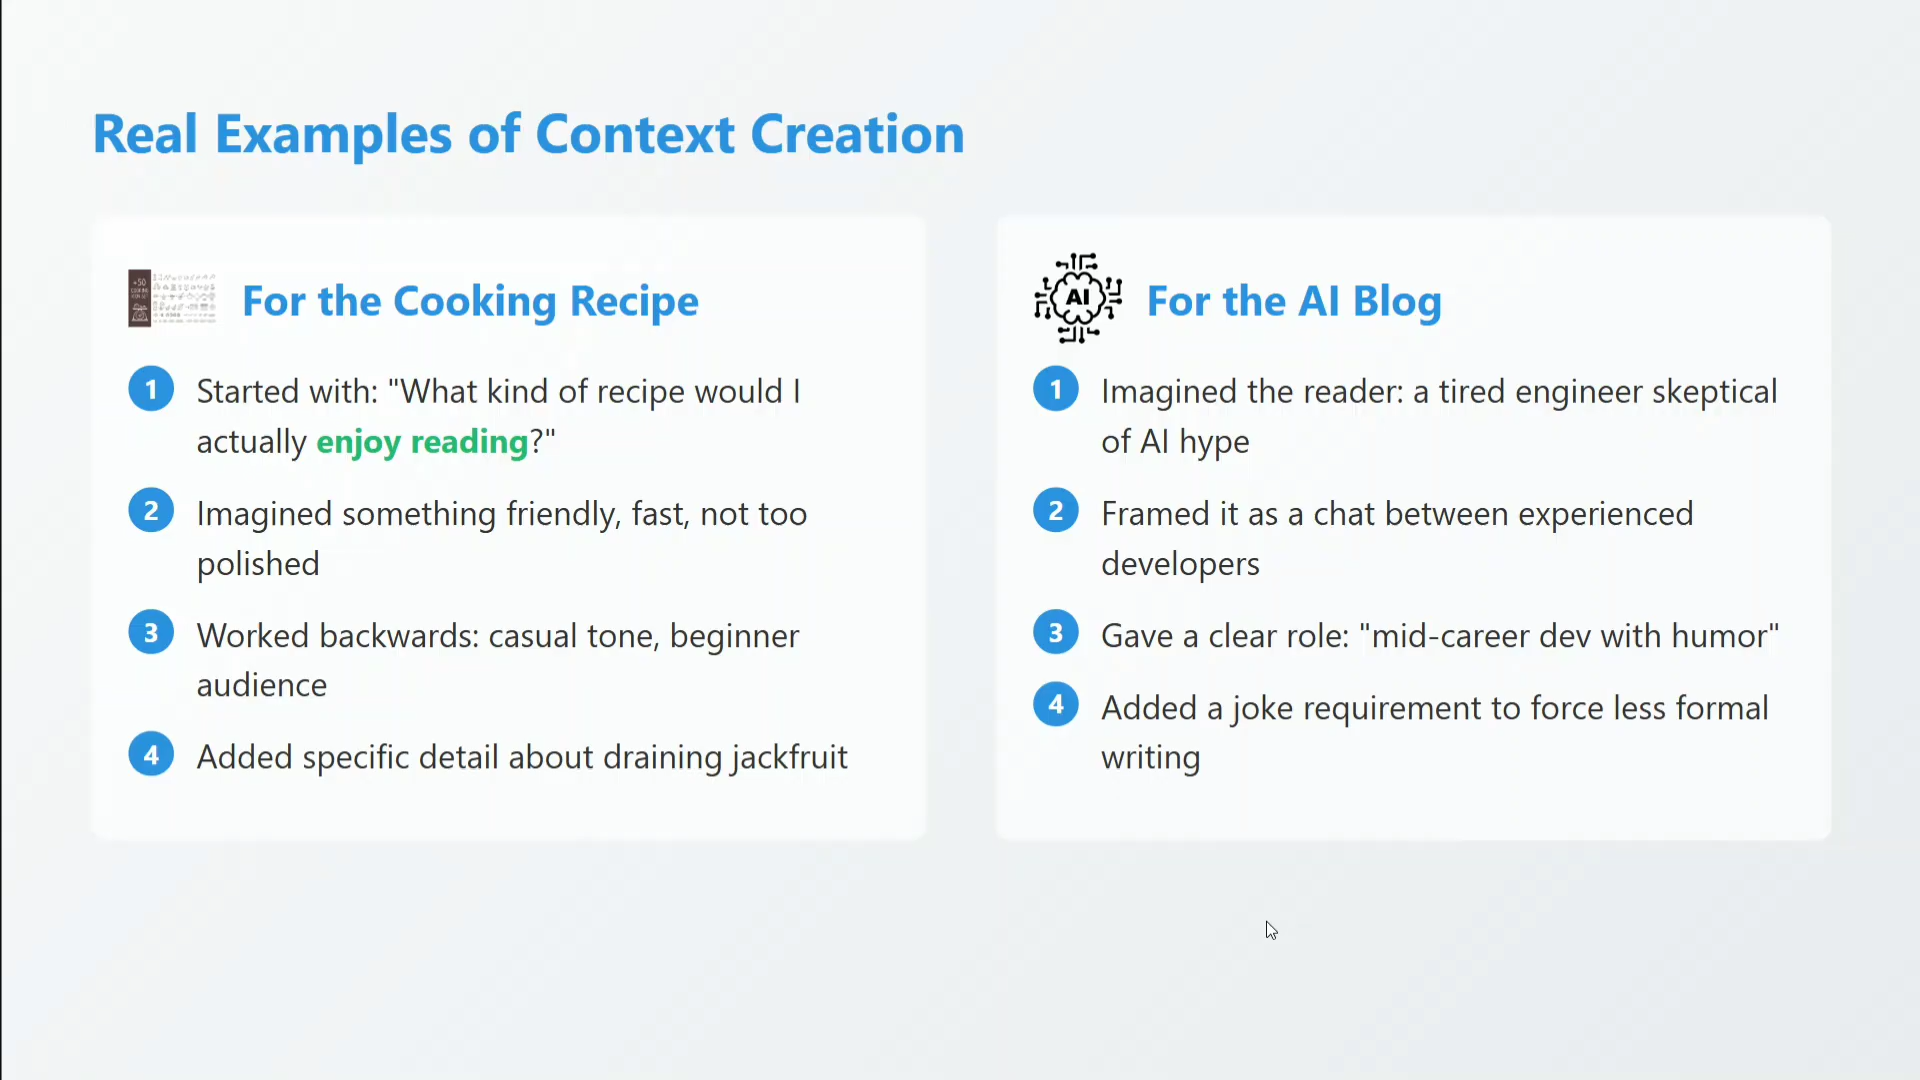 Real Examples of Context Creation
For the Cooking Recipe
1 Started with: "What kind of recipe would I
actually enjoy reading?"
2 Imagined something friendly, fast, not too
polished
3 Worked backwards: casual tone, beginner
audience
4 Added specific detail about draining jackfruit
AI
For the AI Blog
1 Imagined the reader: a tired engineer skeptical
of AI hype
2 Framed it as a chat between experienced
developers
3 Gave a clear role: "mid-career dev with humor"
4 Added a joke requirement to force less formal
writing